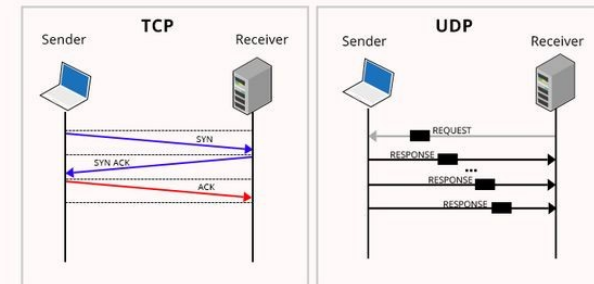 TCP
Sender
Receiver
SYN
SYN ACK
ACK
UDP
Sender
Receiver
REQUEST
RESPONSE
...
RESPONSE
RESPONSE